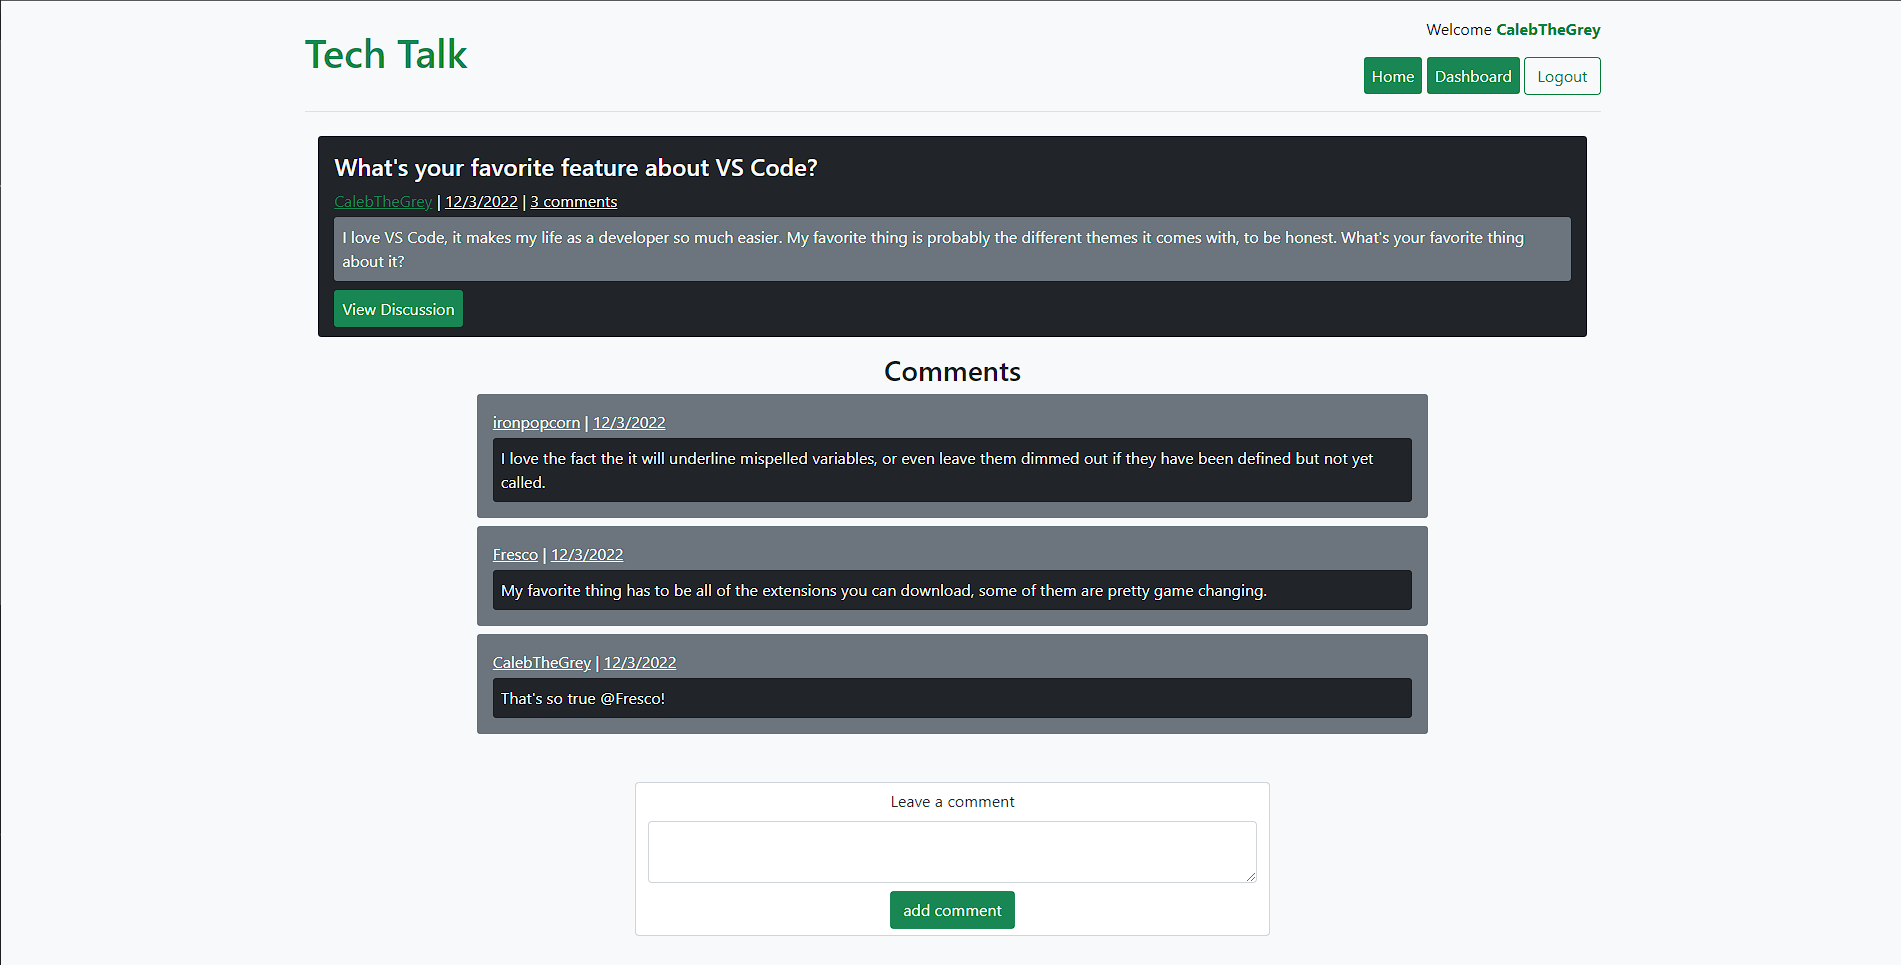 Tech Talk
Welcome CalebTheGrey
Home Dashboard Logout
What's your favorite feature about VS Code?
CalebTheGrey | 12/3/2022 | 3 comments
I love VS Code, it makes my life as a developer so much easier. My favorite thing is probably the different themes it comes with, to be honest. What's your favorite thing
about it?
View Discussion
Comments
ironpopcorn | 12/3/2022
I love the fact the it will underline mispelled variables, or even leave them dimmed out if they have been defined but not yet
called.
Fresco | 12/3/2022
My favorite thing has to be all of the extensions you can download, some of them are pretty game changing.
CalebTheGrey | 12/3/2022
That's so true @Fresco!
Leave a comment
add comment